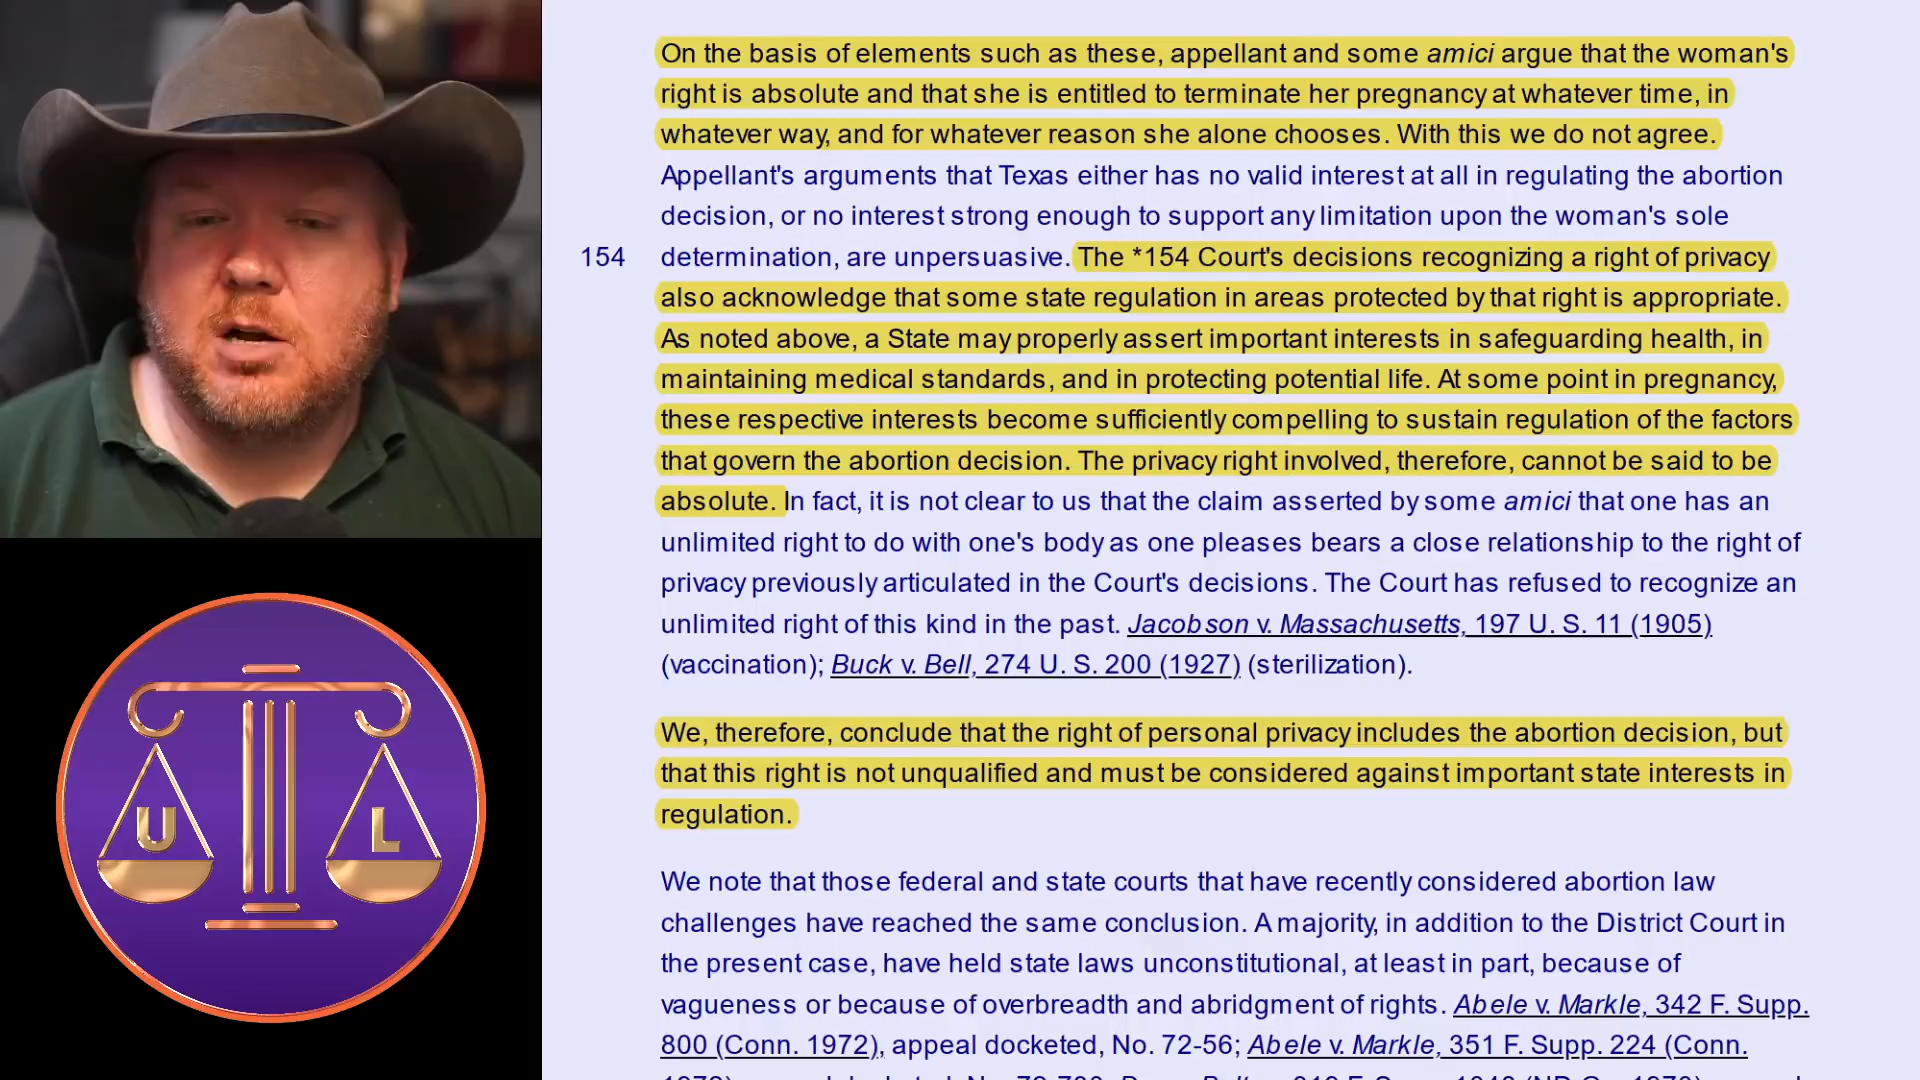 On the basis of elements such as these, appellant and some amici argue that the woman's
right is absolute and that she is entitled to terminate her pregnancy at whatever time, in
whatever way, and for whatever reason she alone chooses. With this we do not agree.
Appellant's arguments that Texas either has no valid interest at all in regulating the abortion
decision, or no interest strong enough to support any limitation upon the woman's sole
154 determination, are unpersuasive. The *154 Court's decisions recognizing a right of privacy
also acknowledge that some state regulation in areas protected by that right is appropriate.
As noted above, a State may properly assert important interests in safeguarding health, in
maintaining medical standards, and in protecting potential life. At some point in pregnancy,
these respective interests become sufficiently compelling to sustain regulation of the factors
that govern the abortion decision. The privacy right involved, therefore, cannot be said to be
absolute. In fact, it is not clear to us that the claim asserted by some amici that one has an
unlimited right to do with one's body as one pleases bears a close relationship to the right of
privacy previously articulated in the Court's decisions. The Court has refused to recognize an
unlimited right of this kind in the past. Jacobson v. Massachusetts, 197 U. S. 11 (1905)
(vaccination); Buck v. Bell, 274 U. S. 200 (1927) (sterilization).
We, therefore, conclude that the right of personal privacy includes the abortion decision, but
that this right is not unqualified and must be considered against important state interests in
regulation.
We note that those federal and state courts that have recently considered abortion law
challenges have reached the same conclusion. A majority, in addition to the District Court in
the present case, have held state laws unconstitutional, at least in part, because of
vagueness or because of overbreadth and abridgment of rights. Abele v. Markle, 342 F. Supp.
800 (Conn. 1972), appeal docketed, No. 72-56; Abele v. Markle, 351 F. Supp. 224 (Conn.
U L